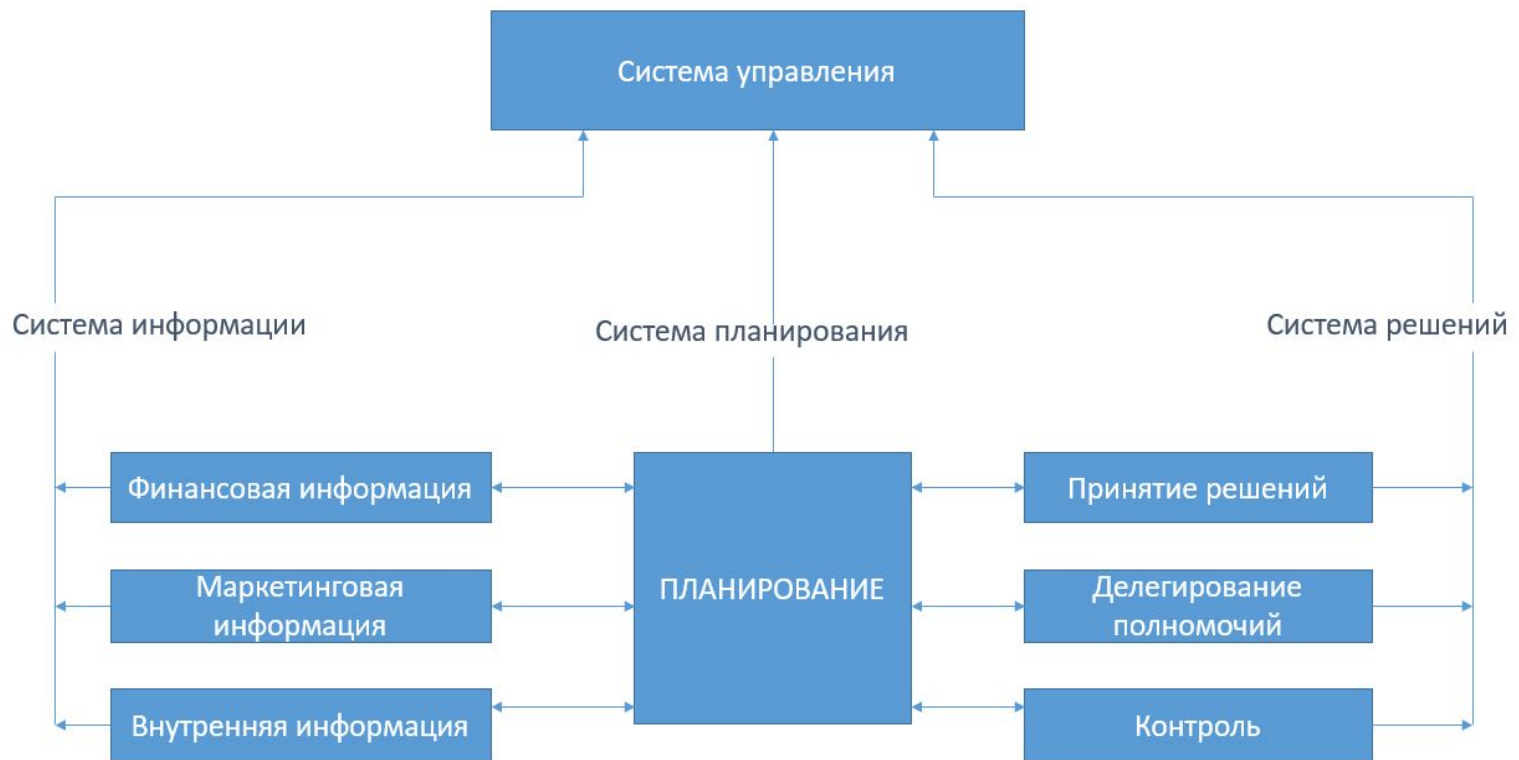 Система управления
Система информации
Система планирования
Система решений
Финансовая информация
Маркетинговая
информация
Внутренняя информация
ПЛАНИРОВАНИЕ
Принятие решений
Делегирование
полномочий
Контроль